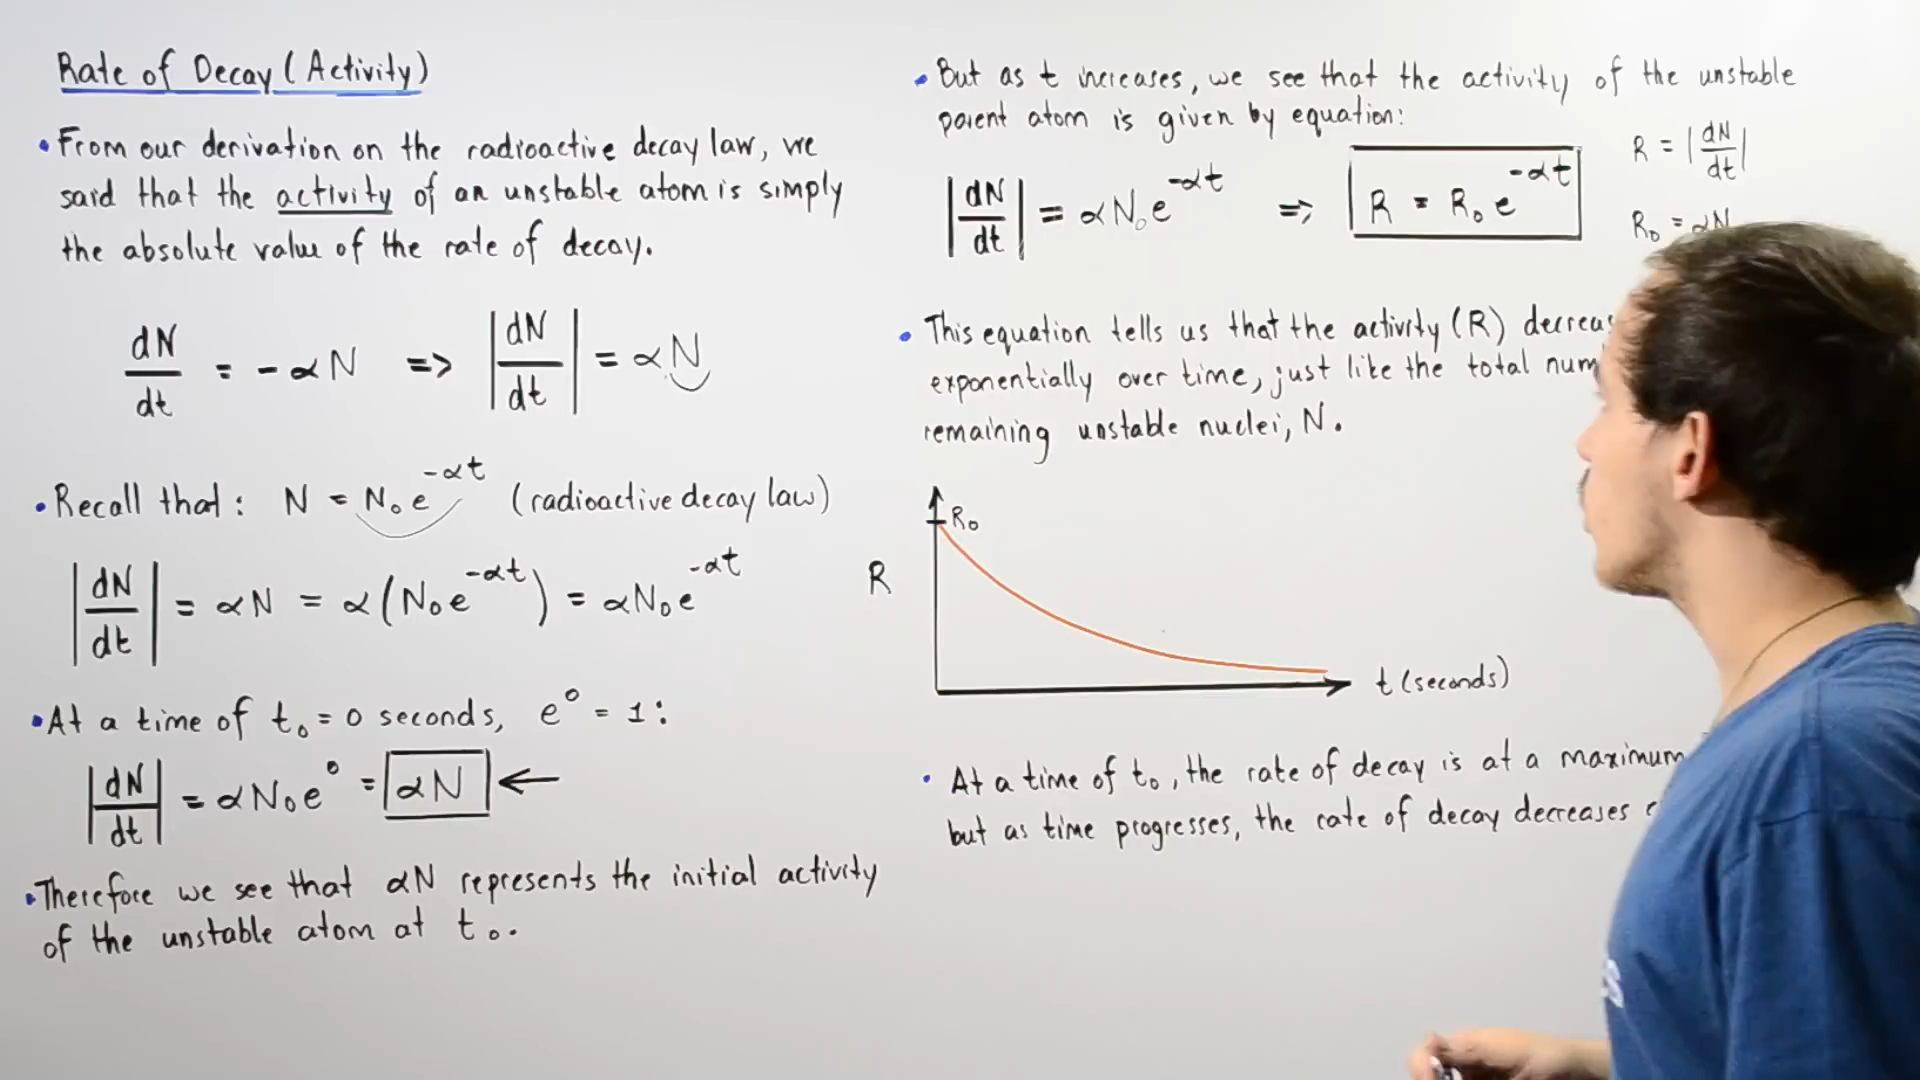 Rate of Decay (Activity)
• From our derivation on the radioactive decay law, we
said that the activity of an unstable atom is simply
the absolute value of the rate of decay.
dN/dt = -αN => |dN/dt| = αN
• Recall that: N = N₀e^-αt (radioactive decay law)
|dN/dt| = αN = α(N₀e^-αt) = αN₀e^-αt
• At a time of t₀ = 0 seconds, e⁰ = 1:
|dN/dt| = αN₀e⁰ = αN ←
• Therefore we see that αN represents the initial activity
of the unstable atom at t₀.
• But as t increases, we see that the activity of the unstable
parent atom is given by equation:
|dN/dt| = αN₀e^-αt => R = R₀e^-αt
R = |dN/dt|
R₀ = αN
• This equation tells us that the activity (R)
exponentially over time, just like the total
remaining unstable nuclei, N.
R₀
R
t (seconds)
• At a time of t₀, the rate of decay is at a maximum
but as time progresses, the rate of decay decreases